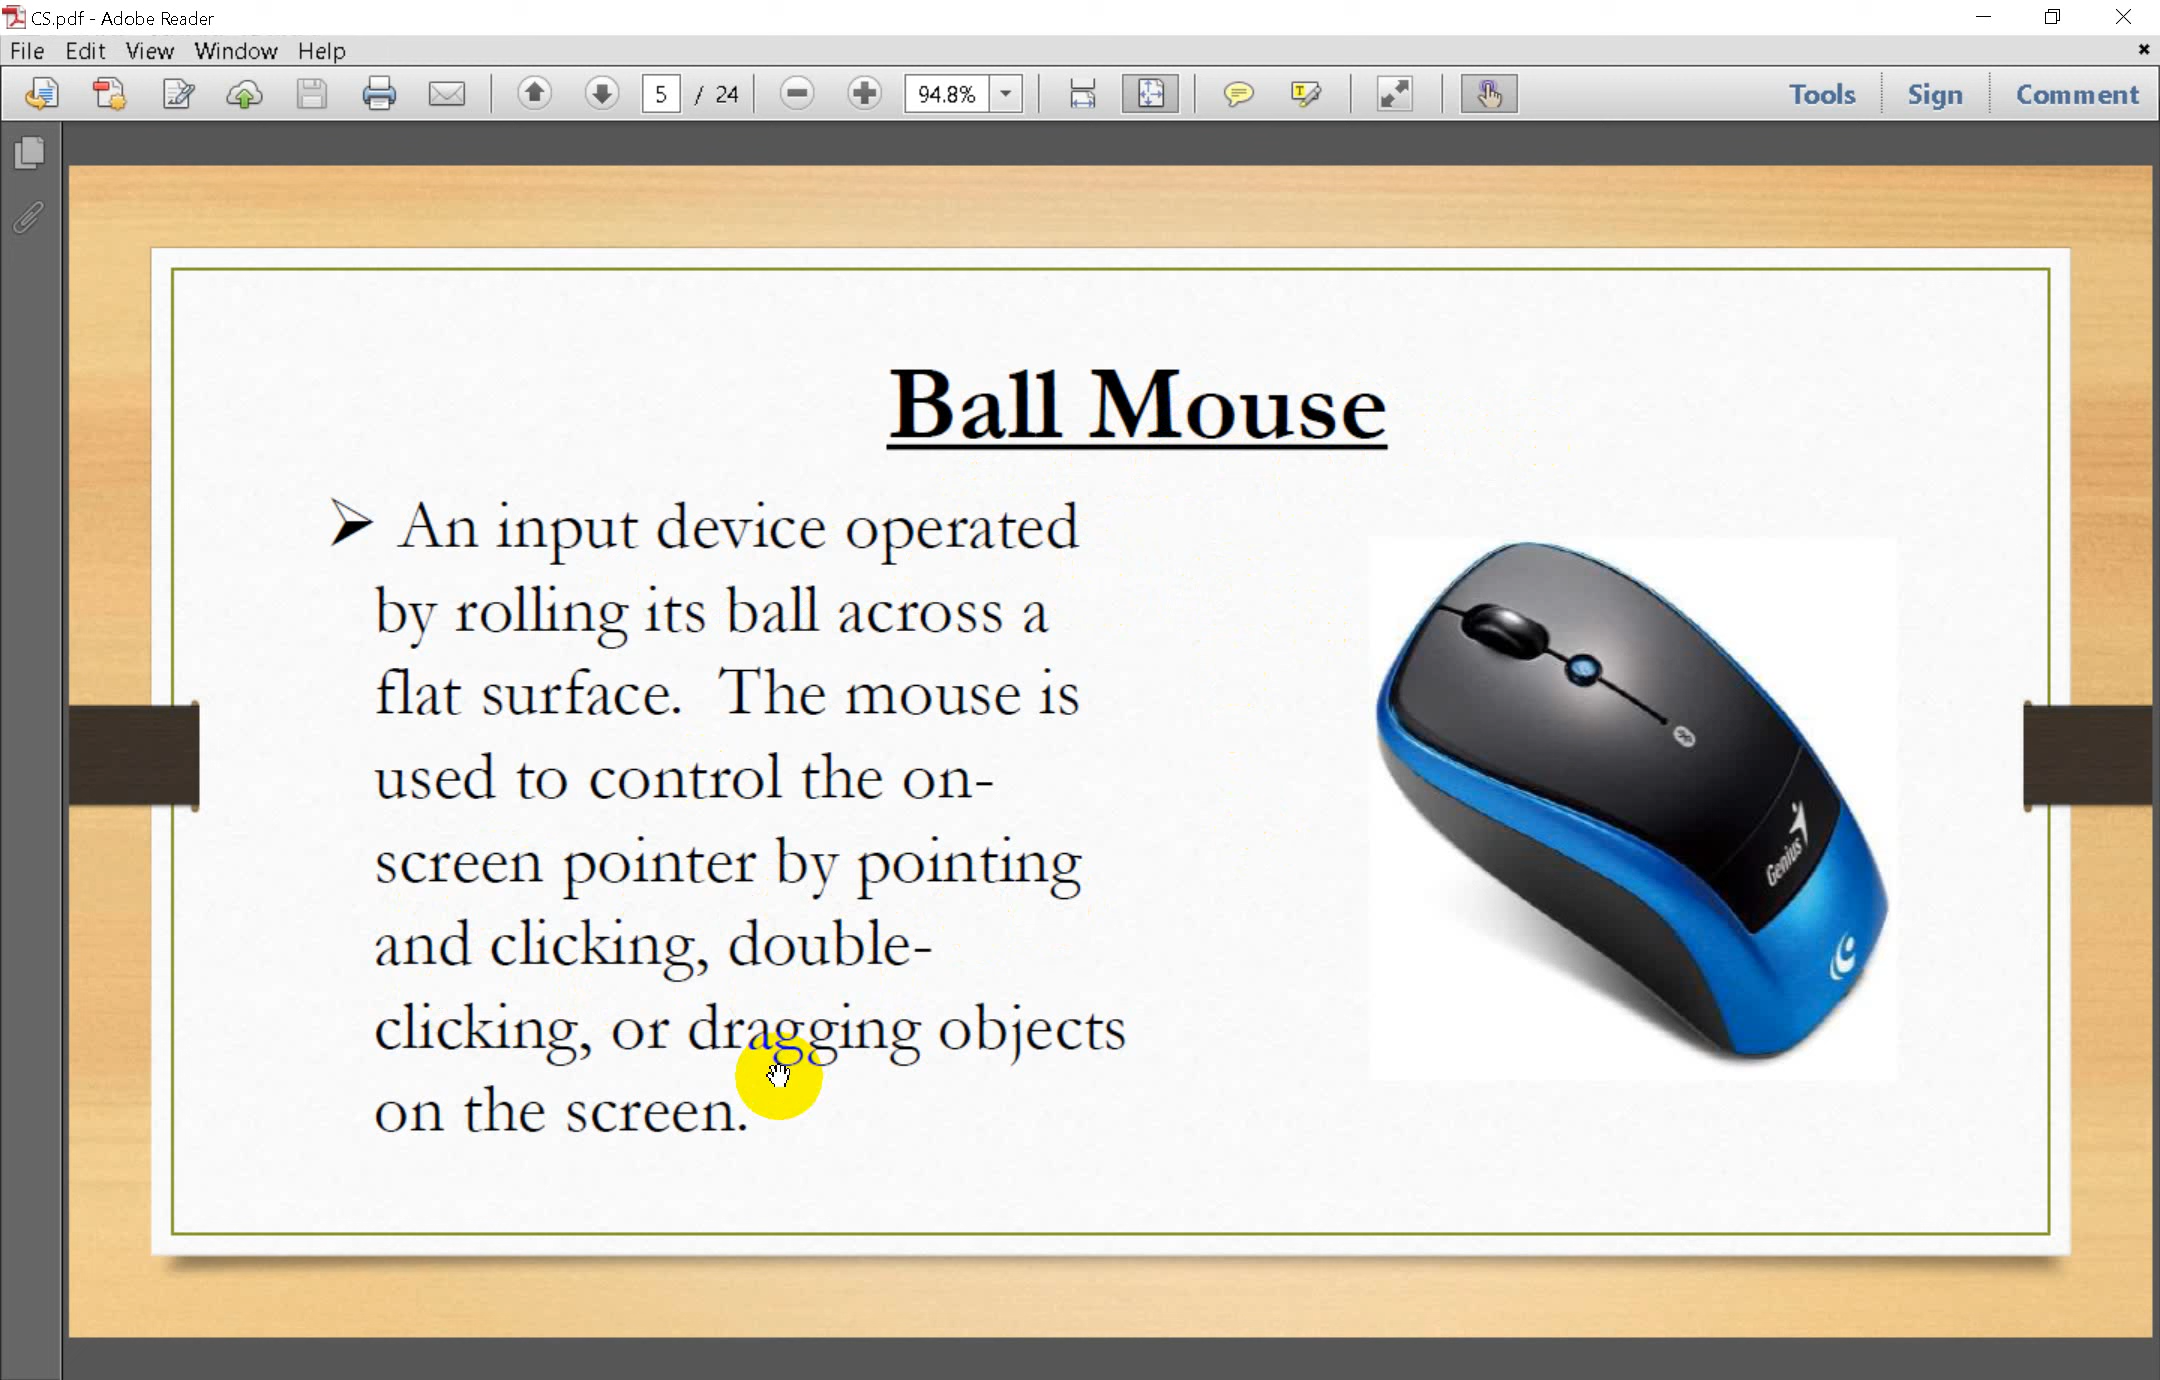 CS.pdf - Adobe Reader
File Edit View Window Help
5 / 24 94.8% Tools Sign Comment
Ball Mouse
An input device operated
by rolling its ball across a
flat surface. The mouse is
used to control the on-
screen pointer by pointing
and clicking, double-
clicking, or dragging objects
on the screen.
Genius